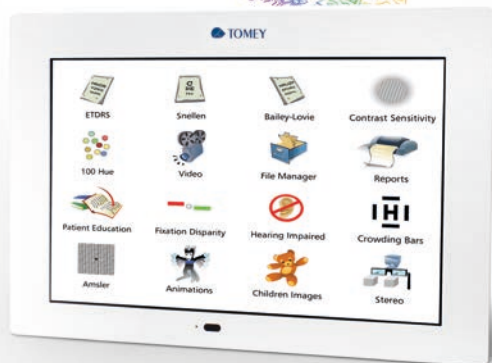 TOMEY
ETDRS
Snellen
Bailey-Lovie
Contrast Sensitivity
100 Hue
Video
File Manager
Reports
Patient Education
Fixation Disparity
Hearing Impaired
Crowding Bars
H
Amsler
Animations
Children Images
Stereo